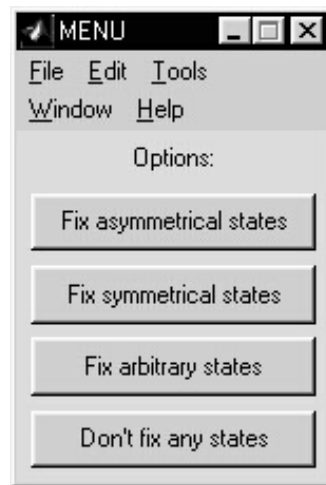 MENU
File Edit Tools
Window Help
Options:
Fix asymmetrical states
Fix symmetrical states
Fix arbitrary states
Don't fix any states